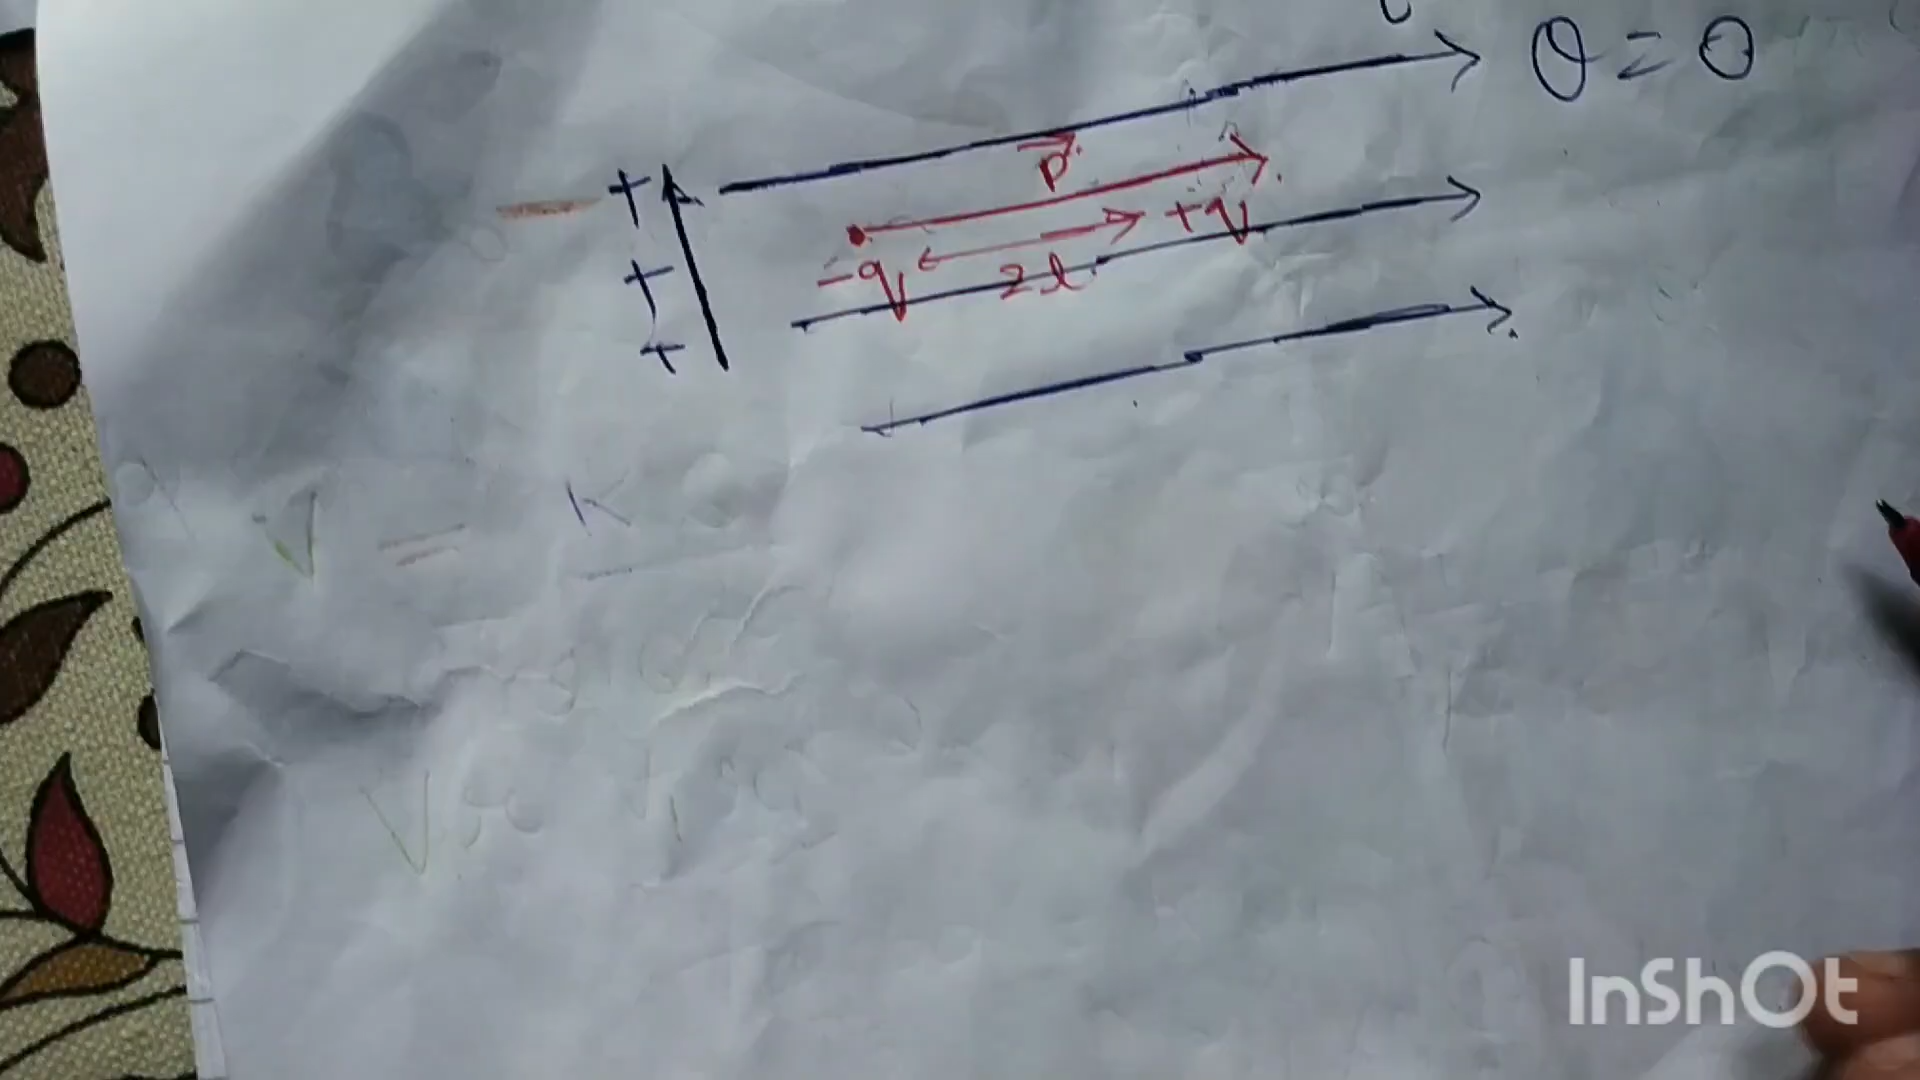 θ = 0
p⃗
+
+q
-q
+
2l
+
V = K
InShOt